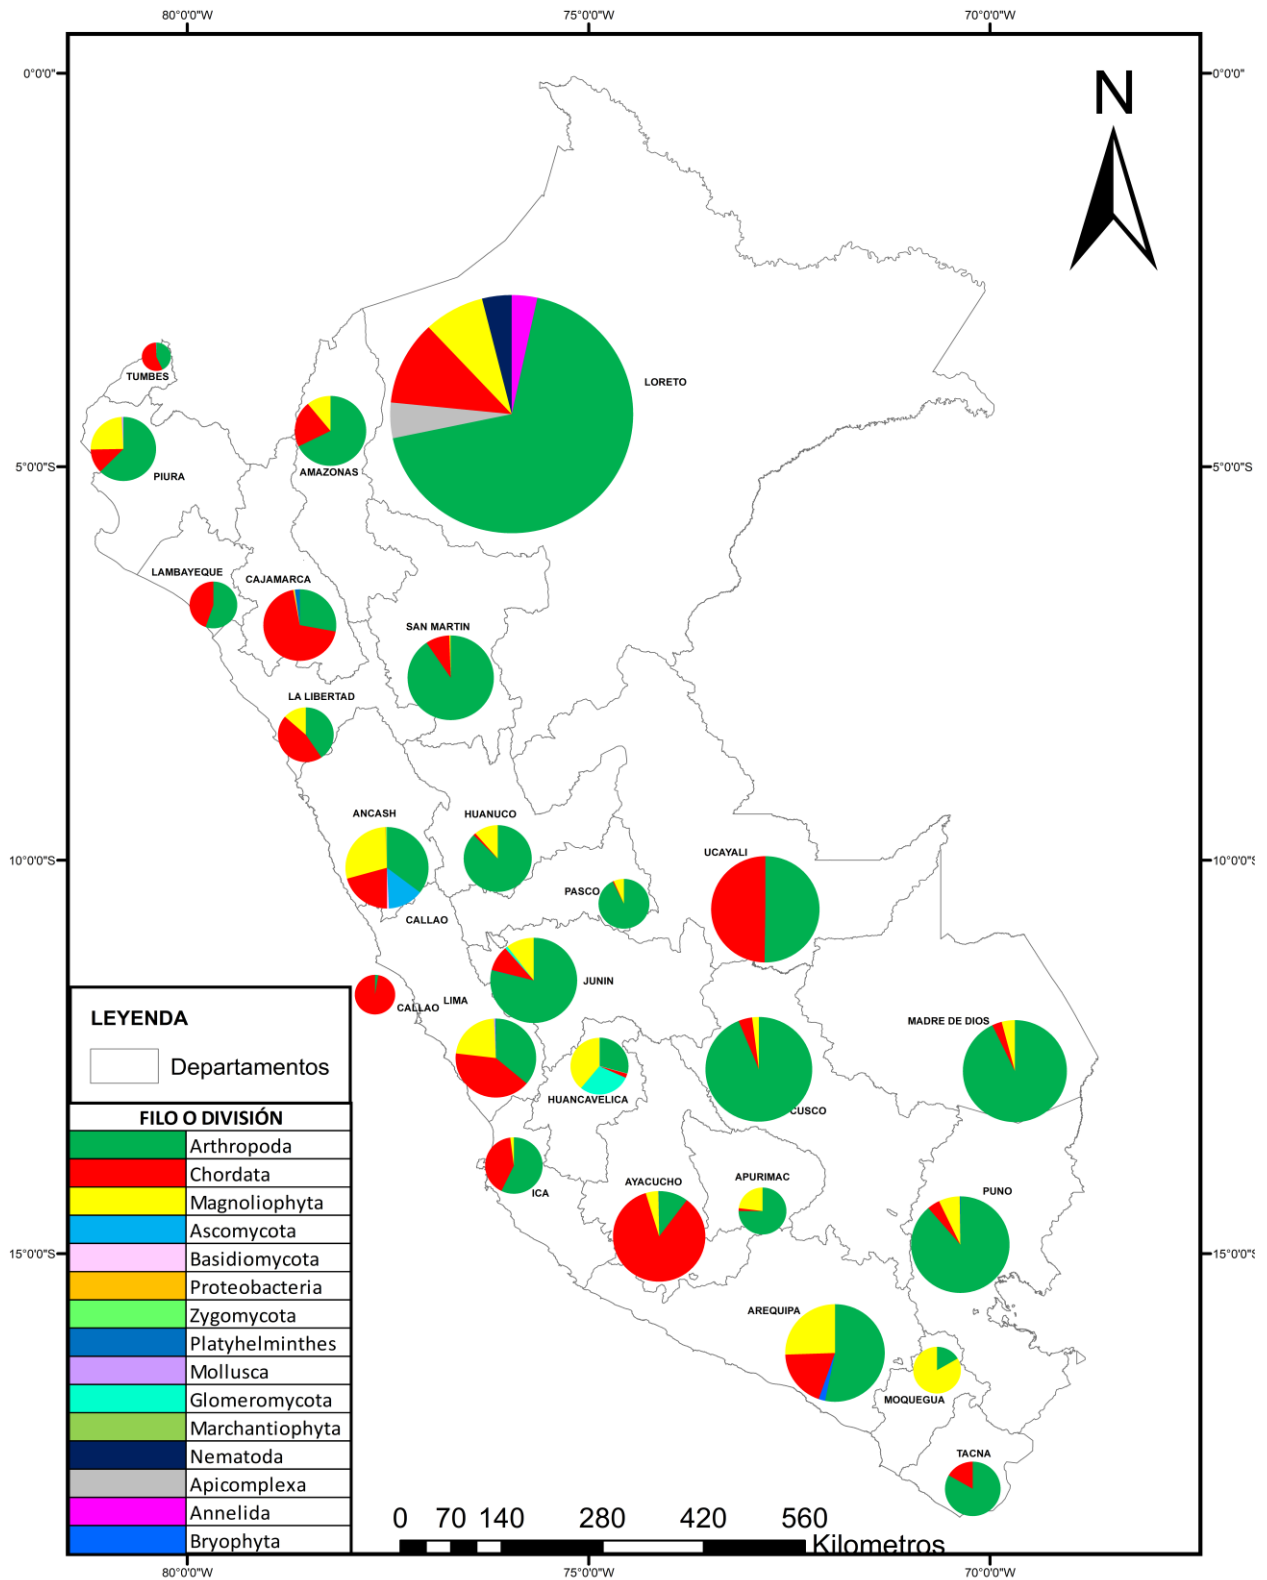 80°0'0"W
75°0'0"W
70°0'0"W
0°0'0"
0°0'0"
N
LORETO
TUMBES
AMAZONAS
5°0'0"S
5°0'0"S
PIURA
LAMBAYEQUE
CAJAMARCA
SAN MARTIN
LA LIBERTAD
ANCASH
HUANUCO
UCAYALI
10°0'0"S
10°0'0"S
PASCO
CALLAO
JUNIN
CALLAO
LIMA
MADRE DE DIOS
HUANCAVELICA
CUSCO
ICA
AYACUCHO
APURIMAC
PUNO
15°0'0"S
15°0'0"S
AREQUIPA
MOQUEGUA
TACNA
LEYENDA
Departamentos
FILO O DIVISIÓN
Arthropoda
Chordata
Magnoliophyta
Ascomycota
Basidiomycota
Proteobacteria
Zygomycota
Platyhelminthes
Mollusca
Glomeromycota
Marchantiophyta
Nematoda
Apicomplexa
Annelida
Bryophyta
0 70 140 280 420 560
Kilometros
80°0'0"W
75°0'0"W
70°0'0"W